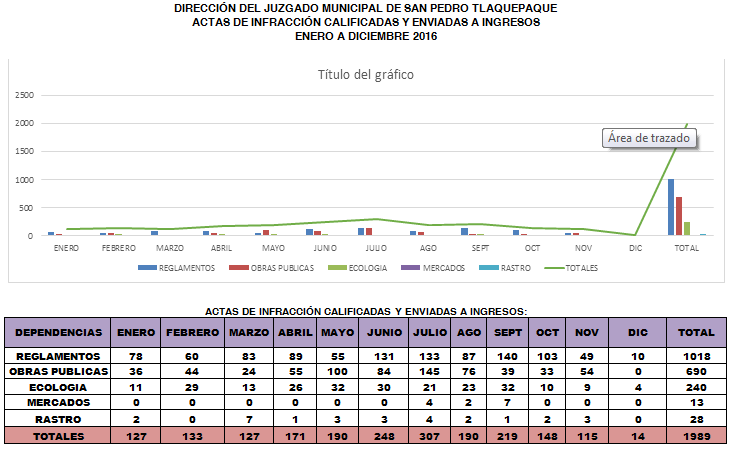 DIRECCIÓN DEL JUZGADO MUNICIPAL DE SAN PEDRO TLAQUEPAQUE
ACTAS DE INFRACCIÓN CALIFICADAS Y ENVIADAS A INGRESOS
ENERO A DICIEMBRE 2016
Título del gráfico
2500
2000
1500
1000
500
0
Área de trazado
ENERO FEBRERO MARZO ABRIL MAYO JUNIO JULIO AGO SEPT OCT NOV DIC TOTAL
REGLAMENTOS OBRAS PUBLICAS ECOLOGIA MERCADOS RASTRO TOTALES
ACTAS DE INFRACCIÓN CALIFICADAS Y ENVIADAS A INGRESOS:
DEPENDENCIAS ENERO FEBRERO MARZO ABRIL MAYO JUNIO JULIO AGO SEPT OCT NOV DIC TOTAL
REGLAMENTOS 78 60 83 89 55 131 133 87 140 103 49 10 1018
OBRAS PUBLICAS 36 44 24 55 100 84 145 76 39 33 54 0 690
ECOLOGIA 11 29 13 26 32 30 21 23 32 10 9 4 240
MERCADOS 0 0 0 0 0 0 4 2 7 0 0 0 13
RASTRO 2 0 7 1 3 3 4 2 1 2 3 0 28
TOTALES 127 133 127 171 190 248 307 190 219 148 115 14 1989